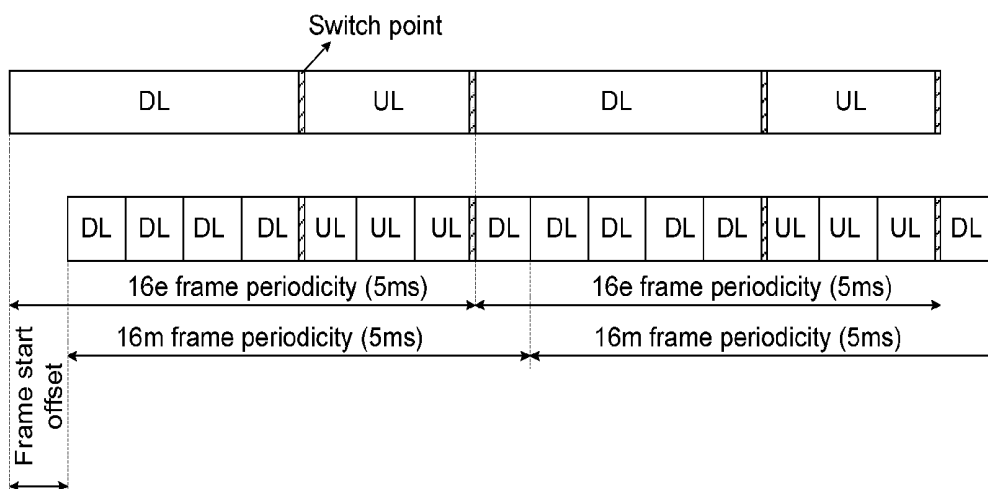 Switch point
DL UL DL UL
DL DL DL DL UL UL UL DL DL DL DL DL UL UL UL DL
16e frame periodicity (5ms) 16e frame periodicity (5ms)
16m frame periodicity (5ms) 16m frame periodicity (5ms)
Frame start
offset